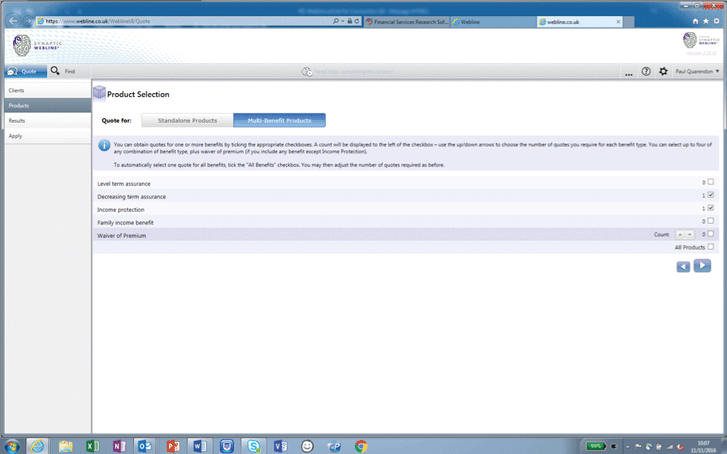 https://www.webline.co.uk/WeblineUI/Quote
Financial Services Research Sol...
Webline
webline.co.uk
SYNAPTIC
WEBLINE
Quote
Find
Paul Quarendon
Clients
Products
Results
Apply
Product Selection
Quote for:
Standalone Products
Multi-Benefit Products
You can obtain quotes for one or more benefits by ticking the appropriate checkboxes. A count will be displayed to the left of the checkbox – use the up/down arrows to choose the number of quotes you require for each benefit type. You can select up to four of
any combination of benefit type, plus waiver of premium (if you include any benefit except Income Protection).
To automatically select one quote for all benefits, tick the "All Benefits" checkbox. You may then adjust the number of quotes required as before.
Level term assurance 0
Decreasing term assurance 1
Income protection 1
Family income benefit 0
Waiver of Premium Count: 0
All Products
99%
10:07
11/11/2016